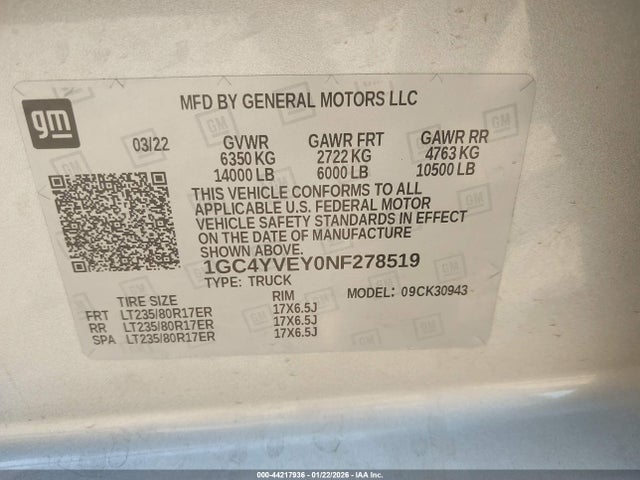 gm
MFD BY GENERAL MOTORS LLC
03/22 GVWR GAWR FRT GAWR RR
6350 KG 2722 KG 4763 KG
14000 LB 6000 LB 10500 LB
THIS VEHICLE CONFORMS TO ALL
APPLICABLE U.S. FEDERAL MOTOR
VEHICLE SAFETY STANDARDS IN EFFECT
ON THE DATE OF MANUFACTURE
SHOWN ABOVE.
1GC4YVEY0NF278519
TYPE: TRUCK MODEL: 09CK30943
TIRE SIZE RIM
FRT LT235/80R17ER 17X6.5J
RR LT235/80R17ER 17X6.5J
SPA LT235/80R17ER 17X6.5J
000-44217936 - 01/22/2026 - IAA Inc.